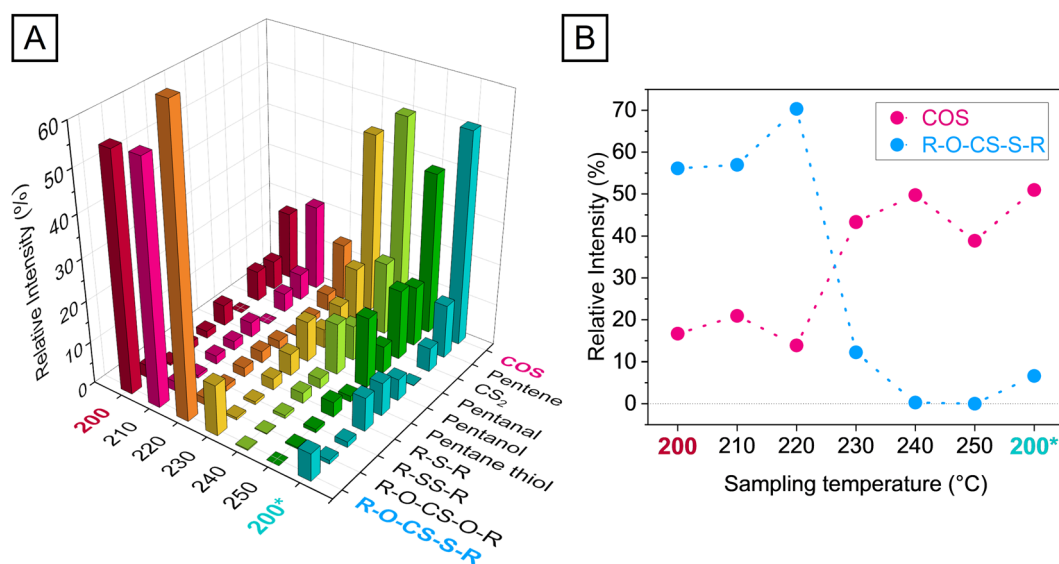 A
Relative Intensity (%)
60
50
40
30
20
10
0
200
210
220
230
240
250
200*
COS
Pentene
CS₂
Pentanal
Pentanol
Pentane thiol
R-S-R
R-SS-R
R-O-CS-O-R
R-O-CS-S-R
B
Relative Intensity (%)
70
60
50
40
30
20
10
0
COS
R-O-CS-S-R
200 210 220 230 240 250 200*
Sampling temperature (°C)